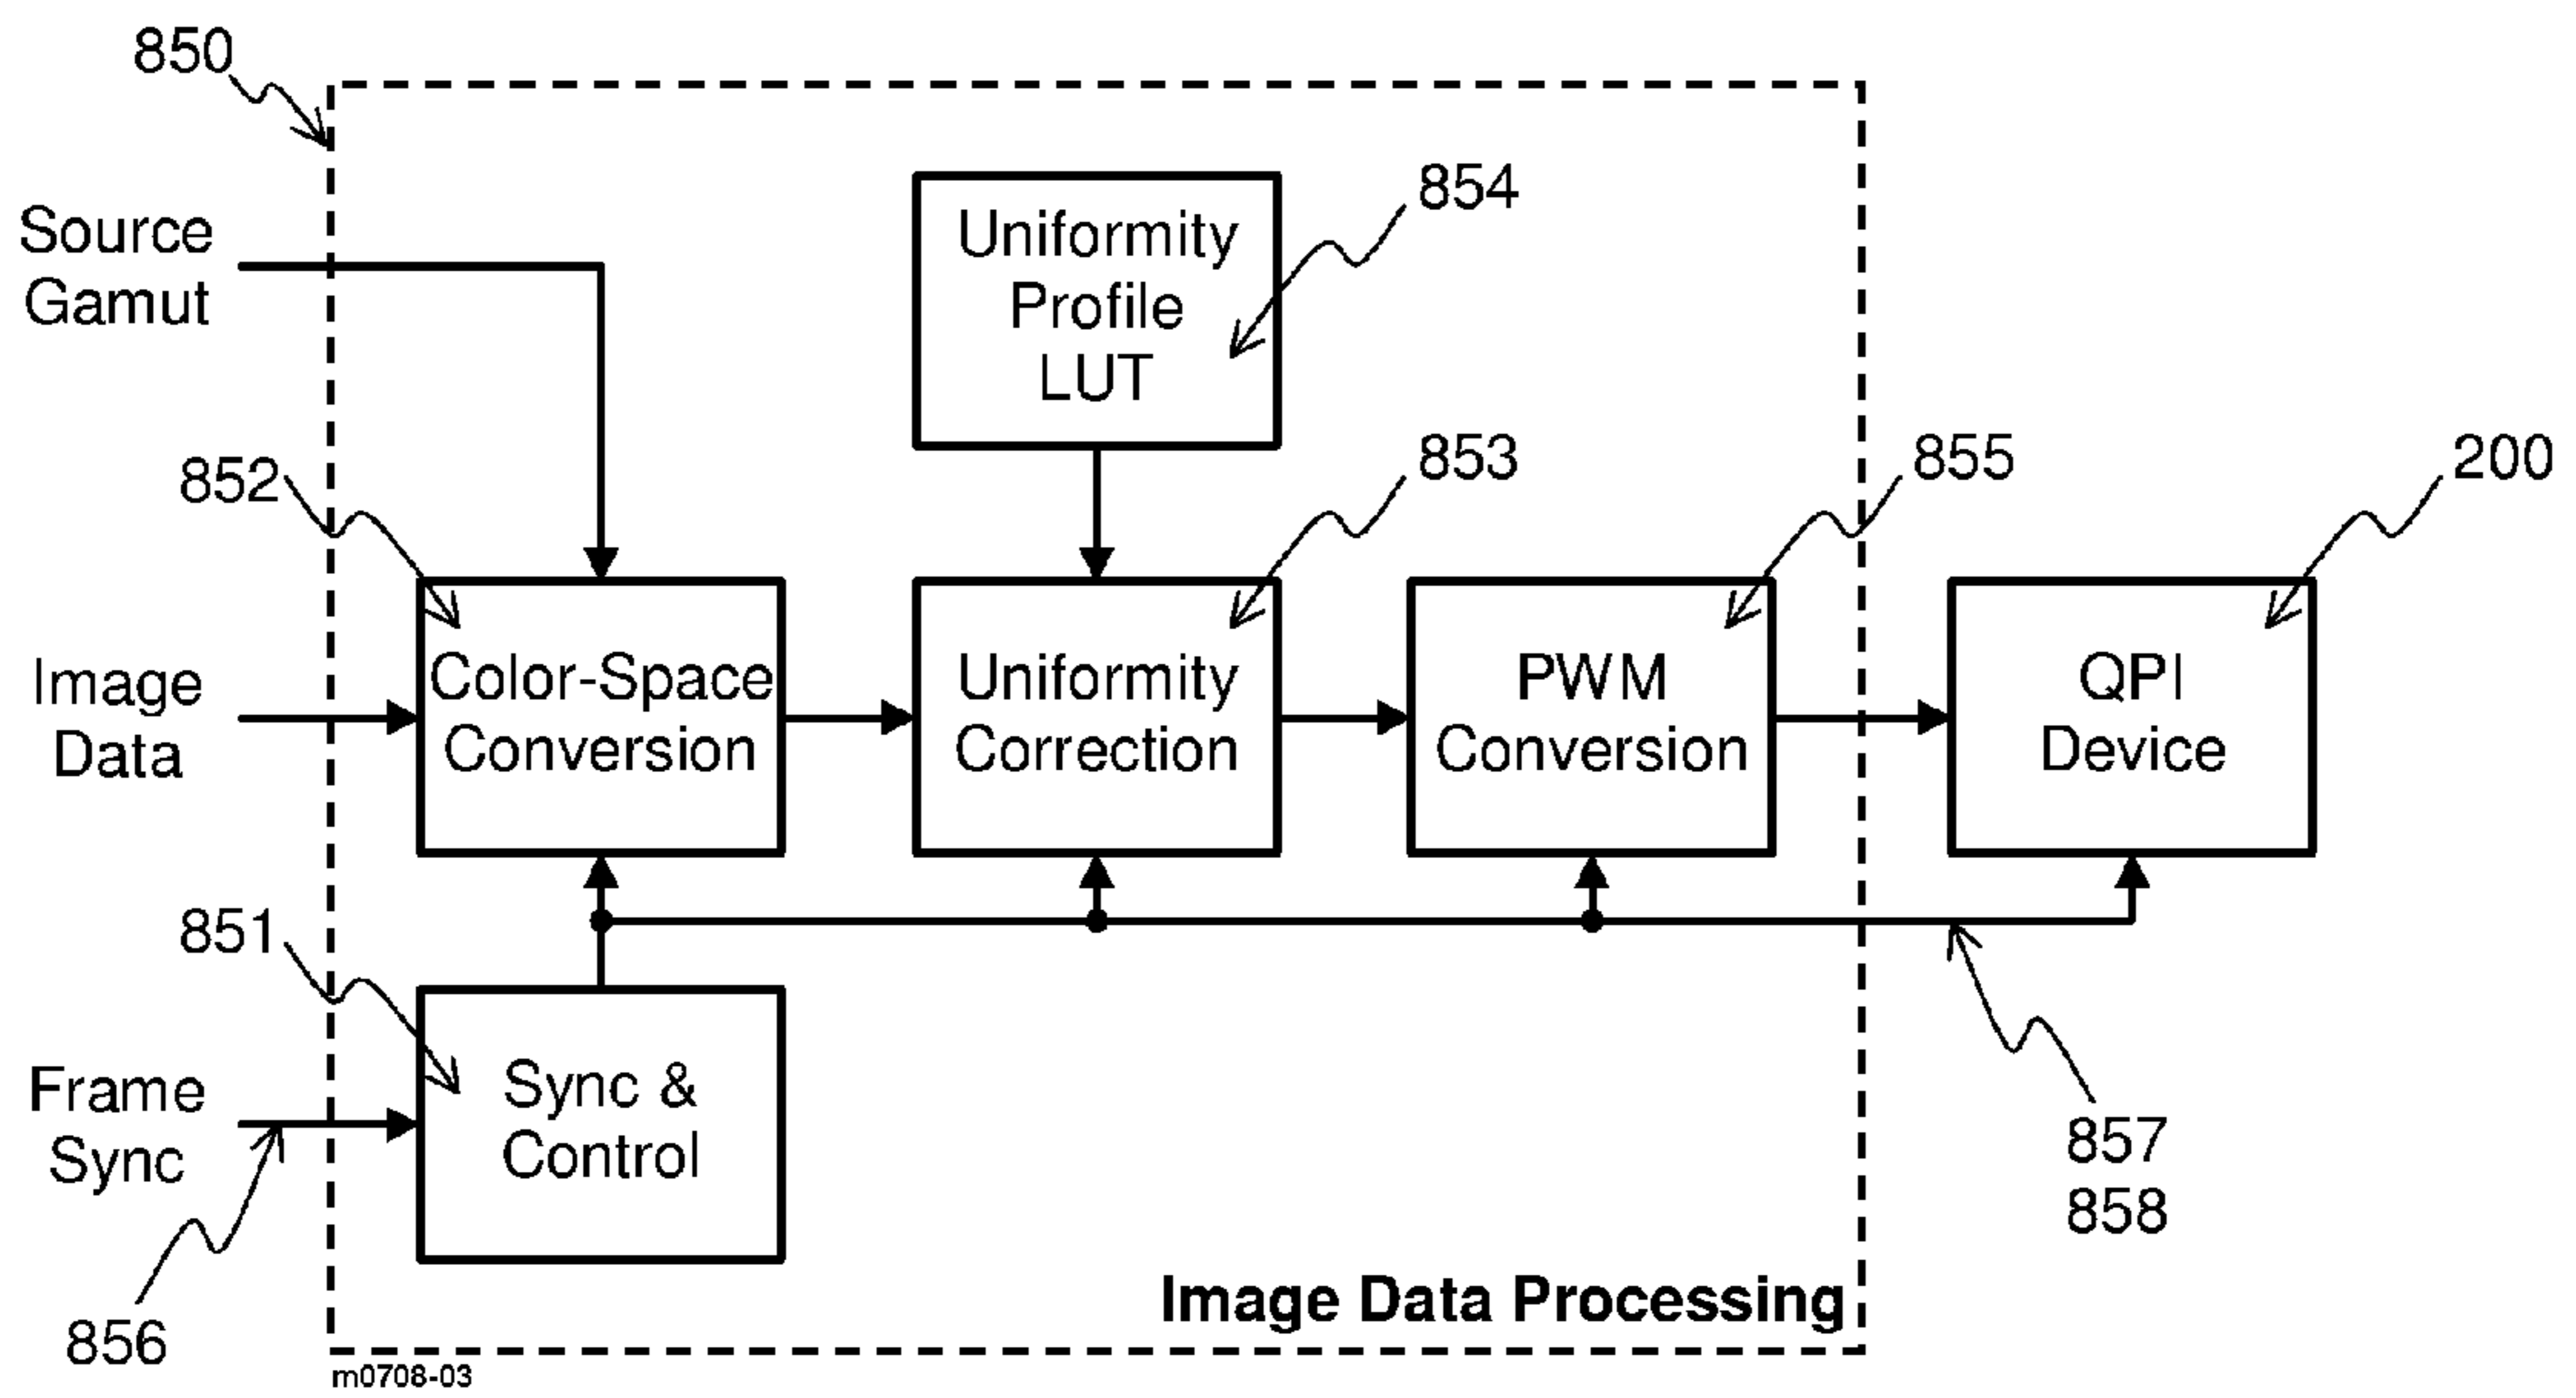 850
Source
Gamut
Uniformity
Profile
LUT
854
852
853
855
200
Image
Data
Color-Space
Conversion
Uniformity
Correction
PWM
Conversion
QPI
Device
851
Frame
Sync
Sync &
Control
857
858
856
Image Data Processing
m0708-03